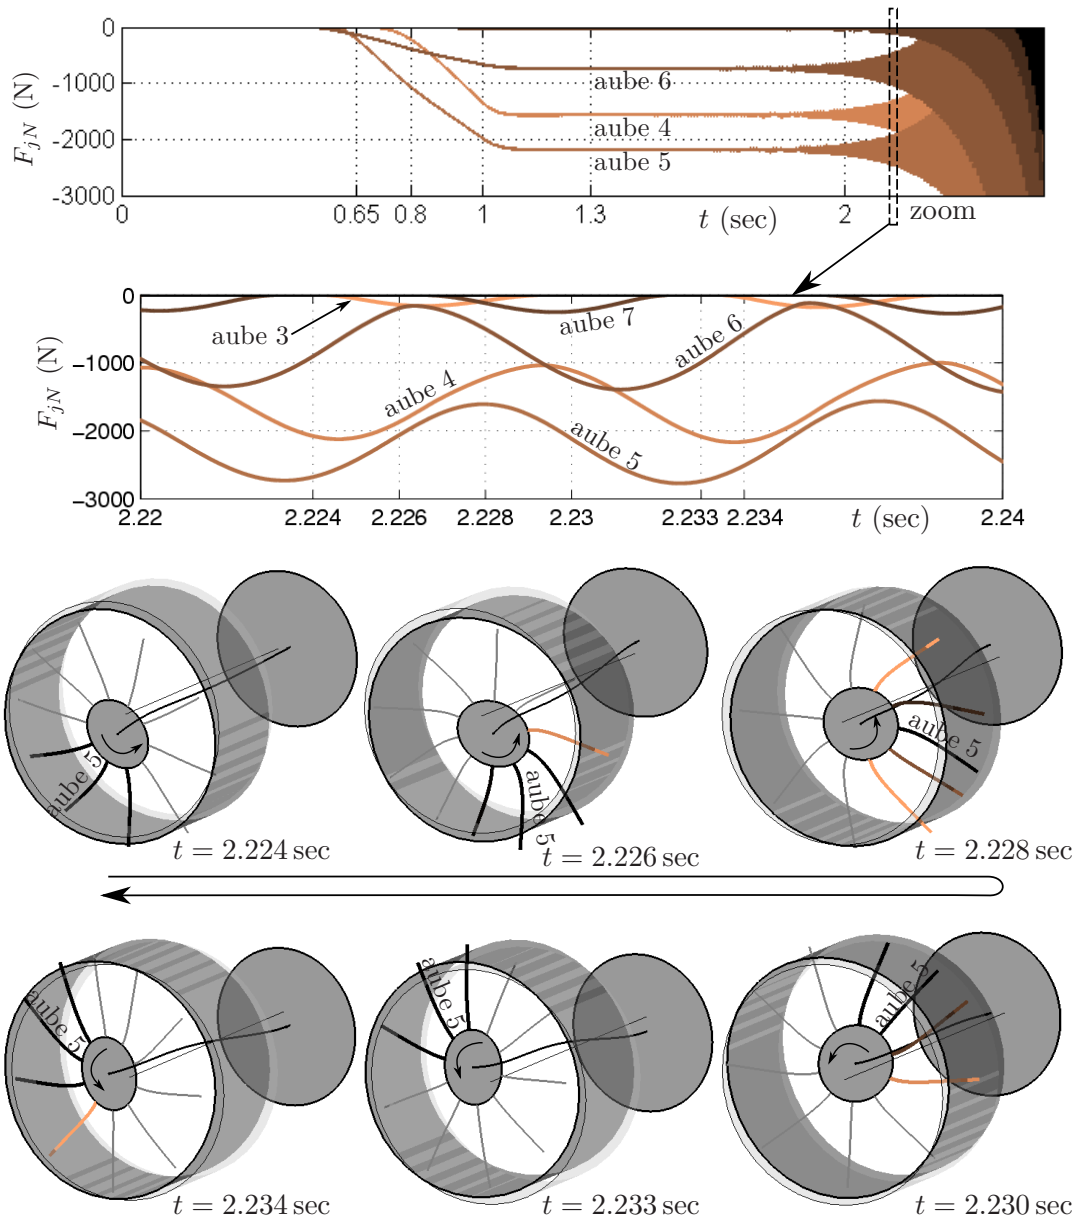 0
-1000
-2000
-3000
F_{jN} (N)
aube 6
aube 4
aube 5
0 0.65 0.8 1 1.3 2
t (sec)
zoom
0
−1000
−2000
−3000
F_{jN} (N)
aube 3
aube 7
aube 6
aube 4
aube 5
2.22 2.224 2.226 2.228 2.23 2.233 2.234 2.24
t (sec)
aube 5
t = 2.224 sec
aube 5
t = 2.226 sec
aube 5
t = 2.228 sec
aube 5
t = 2.234 sec
aube 5
t = 2.233 sec
aube 5
t = 2.230 sec